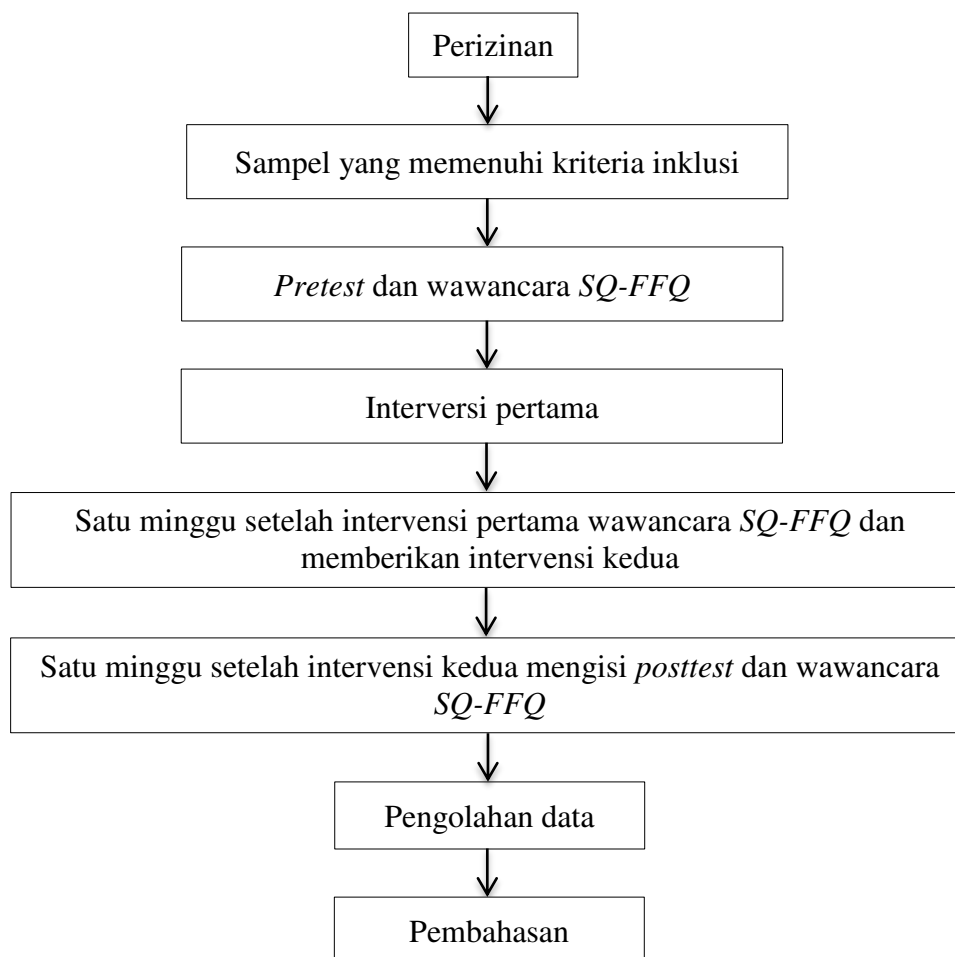 Perizinan
Sampel yang memenuhi kriteria inklusi
Pretest dan wawancara SQ-FFQ
Interversi pertama
Satu minggu setelah intervensi pertama wawancara SQ-FFQ dan
memberikan intervensi kedua
Satu minggu setelah intervensi kedua mengisi posttest dan wawancara
SQ-FFQ
Pengolahan data
Pembahasan